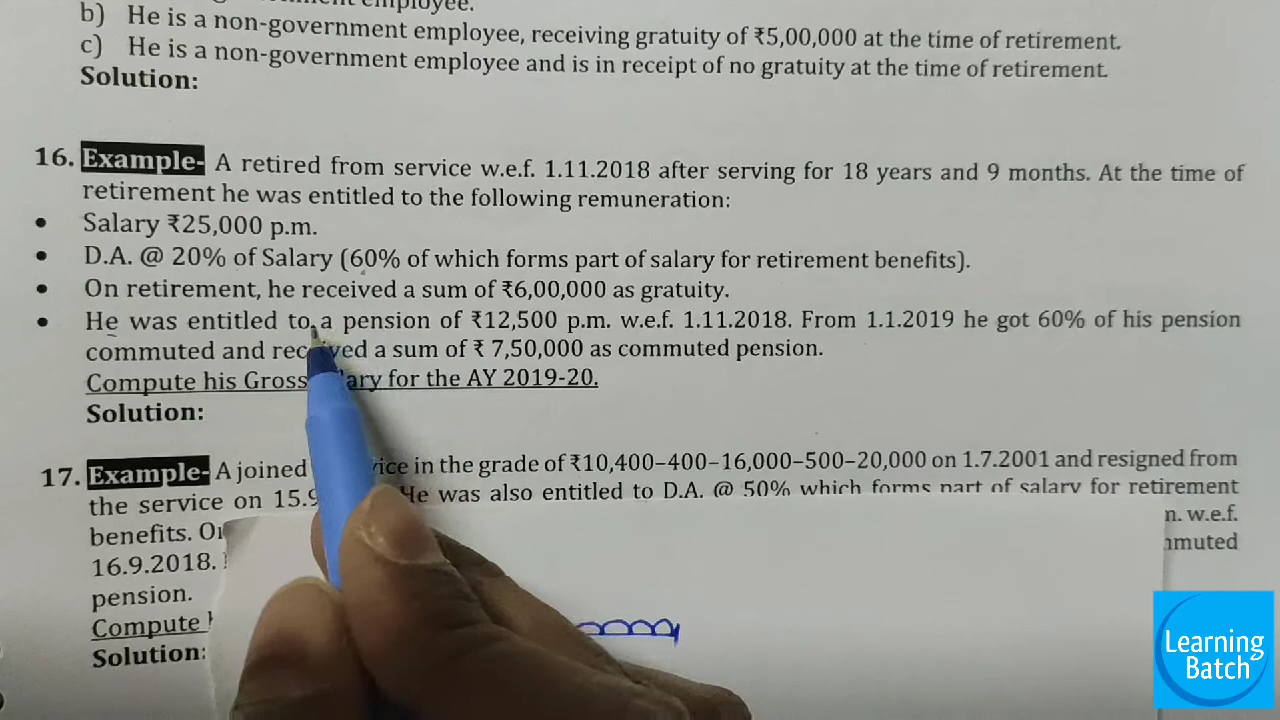 employee.
b) He is a non-government employee, receiving gratuity of ₹5,00,000 at the time of retirement.
c) He is a non-government employee and is in receipt of no gratuity at the time of retirement.
Solution:
16. Example- A retired from service w.e.f. 1.11.2018 after serving for 18 years and 9 months. At the time of
retirement he was entitled to the following remuneration:
• Salary ₹25,000 p.m.
• D.A. @ 20% of Salary (60% of which forms part of salary for retirement benefits).
• On retirement, he received a sum of ₹6,00,000 as gratuity.
• He was entitled to a pension of ₹12,500 p.m. w.e.f. 1.11.2018. From 1.1.2019 he got 60% of his pension
commuted and received a sum of ₹ 7,50,000 as commuted pension.
Compute his Gross for the AY 2019-20.
Solution:
17. Example- A joined in the grade of ₹10,400–400–16,000–500–20,000 on 1.7.2001 and resigned from
the service on 15.9 He was also entitled to D.A. @ 50% which forms part of salary for retirement
benefits. n. w.e.f.
16.9.2018.
pension.
Compute
Solution:
Learning
Batch